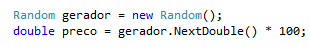 Random gerador = new Random();
double preco = gerador.NextDouble() * 100;